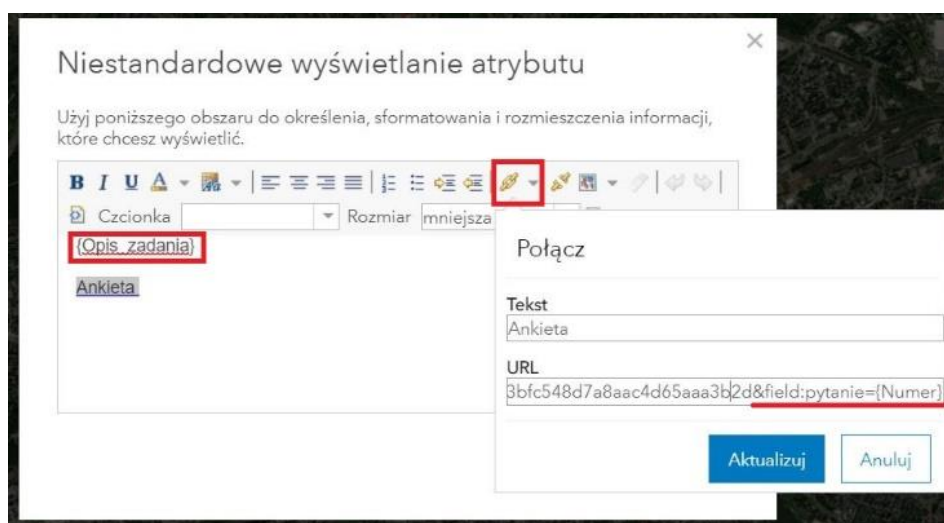 Niestandardowe wyświetlanie atrybutu
Użyj poniższego obszaru do określenia, sformatowania i rozmieszczenia informacji,
które chcesz wyświetlić.
B I U A
Czcionka Rozmiar mniejsza
{Opis_zadania}
Ankieta
Połącz
Tekst
Ankieta
URL
3bfc548d7a8aac4d65aaa3b2d&field:pytanie={Numer}
Aktualizuj Anuluj